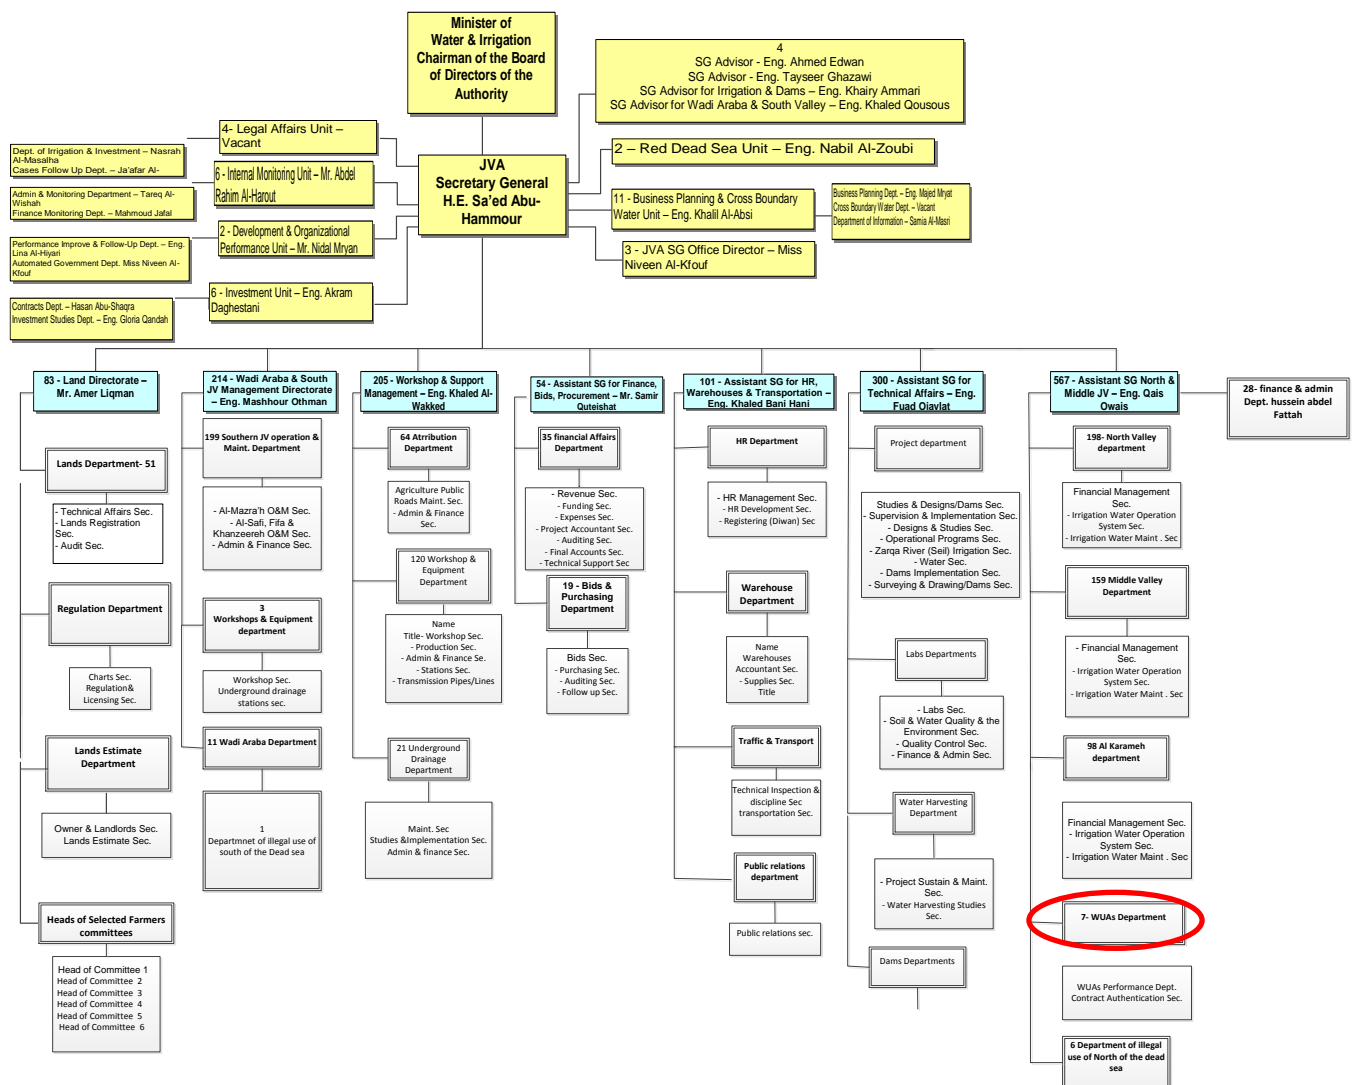 Minister of
Water & Irrigation
Chairman of the Board
of Directors of the
Authority
4
SG Advisor - Eng. Ahmed Edwan
SG Advisor - Eng. Tayseer Ghazawi
SG Advisor for Irrigation & Dams – Eng. Khairy Ammari
SG Advisor for Wadi Araba & South Valley – Eng. Khaled Qousous
4- Legal Affairs Unit –
Vacant
Dept. of Irrigation & Investment – Nasrah
Al-Masalha
Cases Follow Up Dept. – Ja'afar Al-
2 – Red Dead Sea Unit – Eng. Nabil Al-Zoubi
JVA
Secretary General
H.E. Sa'ed Abu-
Hammour
6 - Internal Monitoring Unit – Mr. Abdel
Rahim Al-Harout
Admin & Monitoring Department – Tareq Al-
Wishah
Finance Monitoring Dept. – Mahmoud Jafal
11 - Business Planning & Cross Boundary
Water Unit – Eng. Khalil Al-Absi
Business Planning Dept. – Eng. Majed Mryat
Cross Boundary Water Dept. – Vacant
Department of Information – Samia Al-Masri
2 - Development & Organizational
Performance Unit – Mr. Nidal Mryan
Performance Improve & Follow-Up Dept. – Eng.
Lina Al-Hiyari
Automated Government Dept. Miss Niveen Al-
Kfouf
3 - JVA SG Office Director – Miss
Niveen Al-Kfouf
6 - Investment Unit – Eng. Akram
Daghestani
Contracts Dept. – Hasan Abu-Shaqra
Investment Studies Dept. – Eng. Gloria Qandah
83 - Land Directorate –
Mr. Amer Liqman
Lands Department- 51
- Technical Affairs Sec.
- Lands Registration
Sec.
- Audit Sec.
Regulation Department
Charts Sec.
Regulation&
Licensing Sec.
Lands Estimate
Department
Owner & Landlords Sec.
Lands Estimate Sec.
Heads of Selected Farmers
committees
Head of Committee 1
Head of Committee 2
Head of Committee 3
Head of Committee 4
Head of Committee 5
Head of Committee 6
214 - Wadi Araba & South
JV Management Directorate
– Eng. Mashhour Othman
199 Southern JV operation &
Maint. Department
- Al-Mazra'h O&M Sec.
- Al-Safi, Fifa &
Khanzeereh O&M Sec.
- Admin & Finance Sec.
3
Workshops & Equipment
department
Workshop Sec.
Underground drainage
stations sec.
11 Wadi Araba Department
1
Departmnet of illegal use of
south of the Dead sea
205 - Workshop & Support
Management – Eng. Khaled Al-
Wakked
64 Atrribution
Department
Agriculture Public
Roads Maint. Sec.
- Admin & Finance
Sec.
120 Workshop &
Equipment
Department
Name
Title- Workshop Sec.
- Production Sec.
- Admin & Finance Se.
- Stations Sec.
- Transmission Pipes/Lines
21 Underground
Drainage
Department
Maint. Sec
Studies &Implementation Sec.
Admin & finance Sec.
54 - Assistant SG for Finance,
Bids, Procurement – Mr. Samir
Quteishat
35 financial Affairs
Department
- Revenue Sec.
- Funding Sec.
- Expenses Sec.
- Project Accountant Sec.
- Auditing Sec.
- Final Accounts Sec.
- Technical Support Sec
19 - Bids &
Purchasing
Department
Bids Sec.
- Purchasing Sec.
- Auditing Sec.
- Follow up Sec.
101 - Assistant SG for HR,
Warehouses & Transportation –
Eng. Khaled Bani Hani
HR Department
- HR Management Sec.
- HR Development Sec.
- Registering (Diwan) Sec
Warehouse
Department
Name
Warehouses
Accountant Sec.
- Supplies Sec.
Title
Traffic & Transport
Technical Inspection &
discipline Sec
transportation Sec.
Public relations
department
Public relations sec.
300 - Assistant SG for
Technical Affairs – Eng.
Fuad Ojavlat
Project department
Studies & Designs/Dams Sec.
- Supervision & Implementation Sec.
- Designs & Studies Sec.
- Operational Programs Sec.
- Zarqa River (Seil) Irrigation Sec.
- Water Sec.
- Dams Implementation Sec.
- Surveying & Drawing/Dams Sec.
Labs Departments
- Labs Sec.
- Soil & Water Quality & the
Environment Sec.
- Quality Control Sec.
- Finance & Admin Sec.
Water Harvesting
Department
- Project Sustain & Maint.
Sec.
- Water Harvesting Studies
Sec.
Dams Departments
567 - Assistant SG North &
Middle JV – Eng. Qais
Owais
28- finance & admin
Dept. hussein abdel
Fattah
198- North Valley
department
Financial Management
Sec.
- Irrigation Water Operation
System Sec.
- Irrigation Water Maint . Sec
159 Middle Valley
Department
- Financial Management
Sec.
- Irrigation Water Operation
System Sec.
- Irrigation Water Maint . Sec
98 Al Karameh
department
Financial Management Sec.
- Irrigation Water Operation
System Sec.
- Irrigation Water Maint . Sec
7- WUAs Department
WUAs Performance Dept.
Contract Authentication Sec.
6 Department of illegal
use of North of the dead
sea